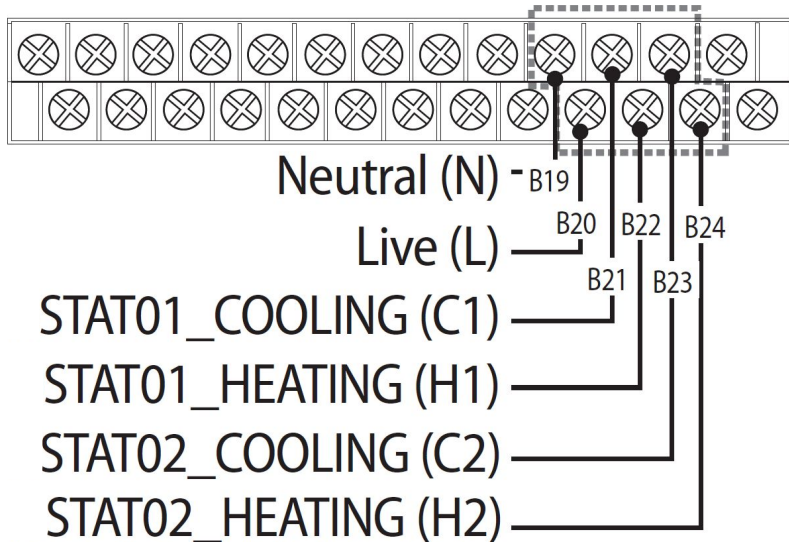 Neutral (N)
B19
B20
B22
B24
Live (L)
B21
B23
STAT01_COOLING (C1)
STAT01_HEATING (H1)
STAT02_COOLING (C2)
STAT02_HEATING (H2)